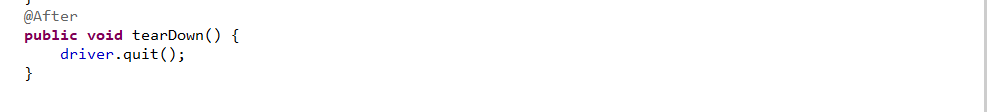 }
@After
public void tearDown() {
    driver.quit();
}